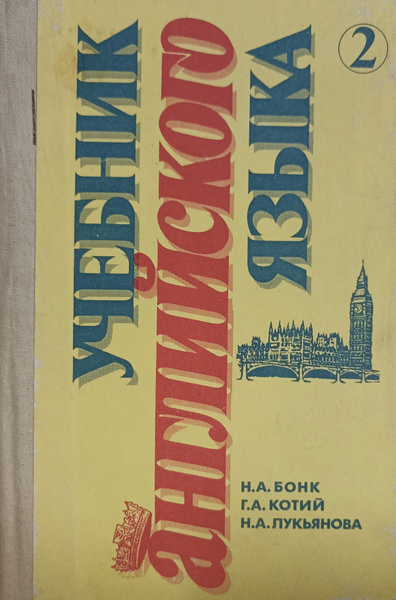 УЧЕБНИК
английского
ЯЗЫКА
2
Н.А. БОНК
Г.А. КОТИЙ
Н.А. ЛУКЬЯНОВА